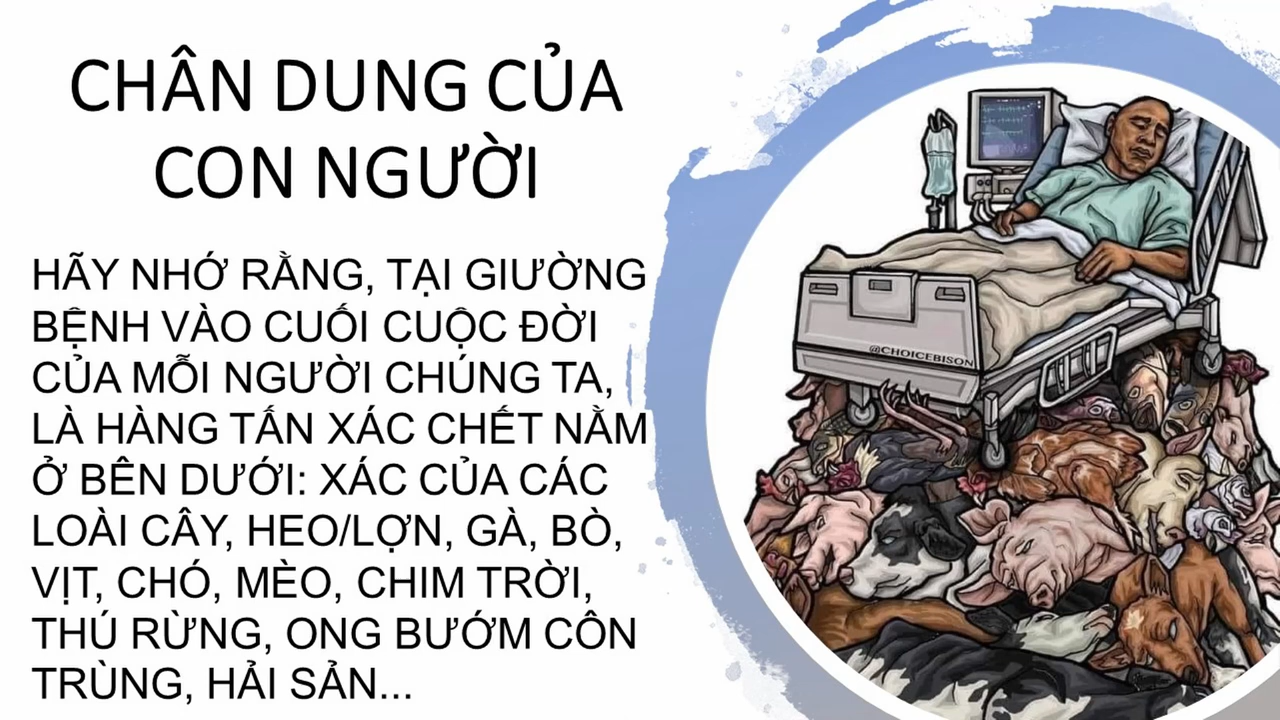 CHÂN DUNG CỦA
CON NGƯỜI
HÃY NHỚ RẰNG, TẠI GIƯỜNG
BỆNH VÀO CUỐI CUỘC ĐỜI
CỦA MỖI NGƯỜI CHÚNG TA,
LÀ HÀNG TẤN XÁC CHẾT NẰM
Ở BÊN DƯỚI: XÁC CỦA CÁC
LOÀI CÂY, HEO/LỢN, GÀ, BÒ,
VỊT, CHÓ, MÈO, CHIM TRỜI,
THÚ RỪNG, ONG BƯỚM CÔN
TRÙNG, HẢI SẢN...
@CHOICEBISON